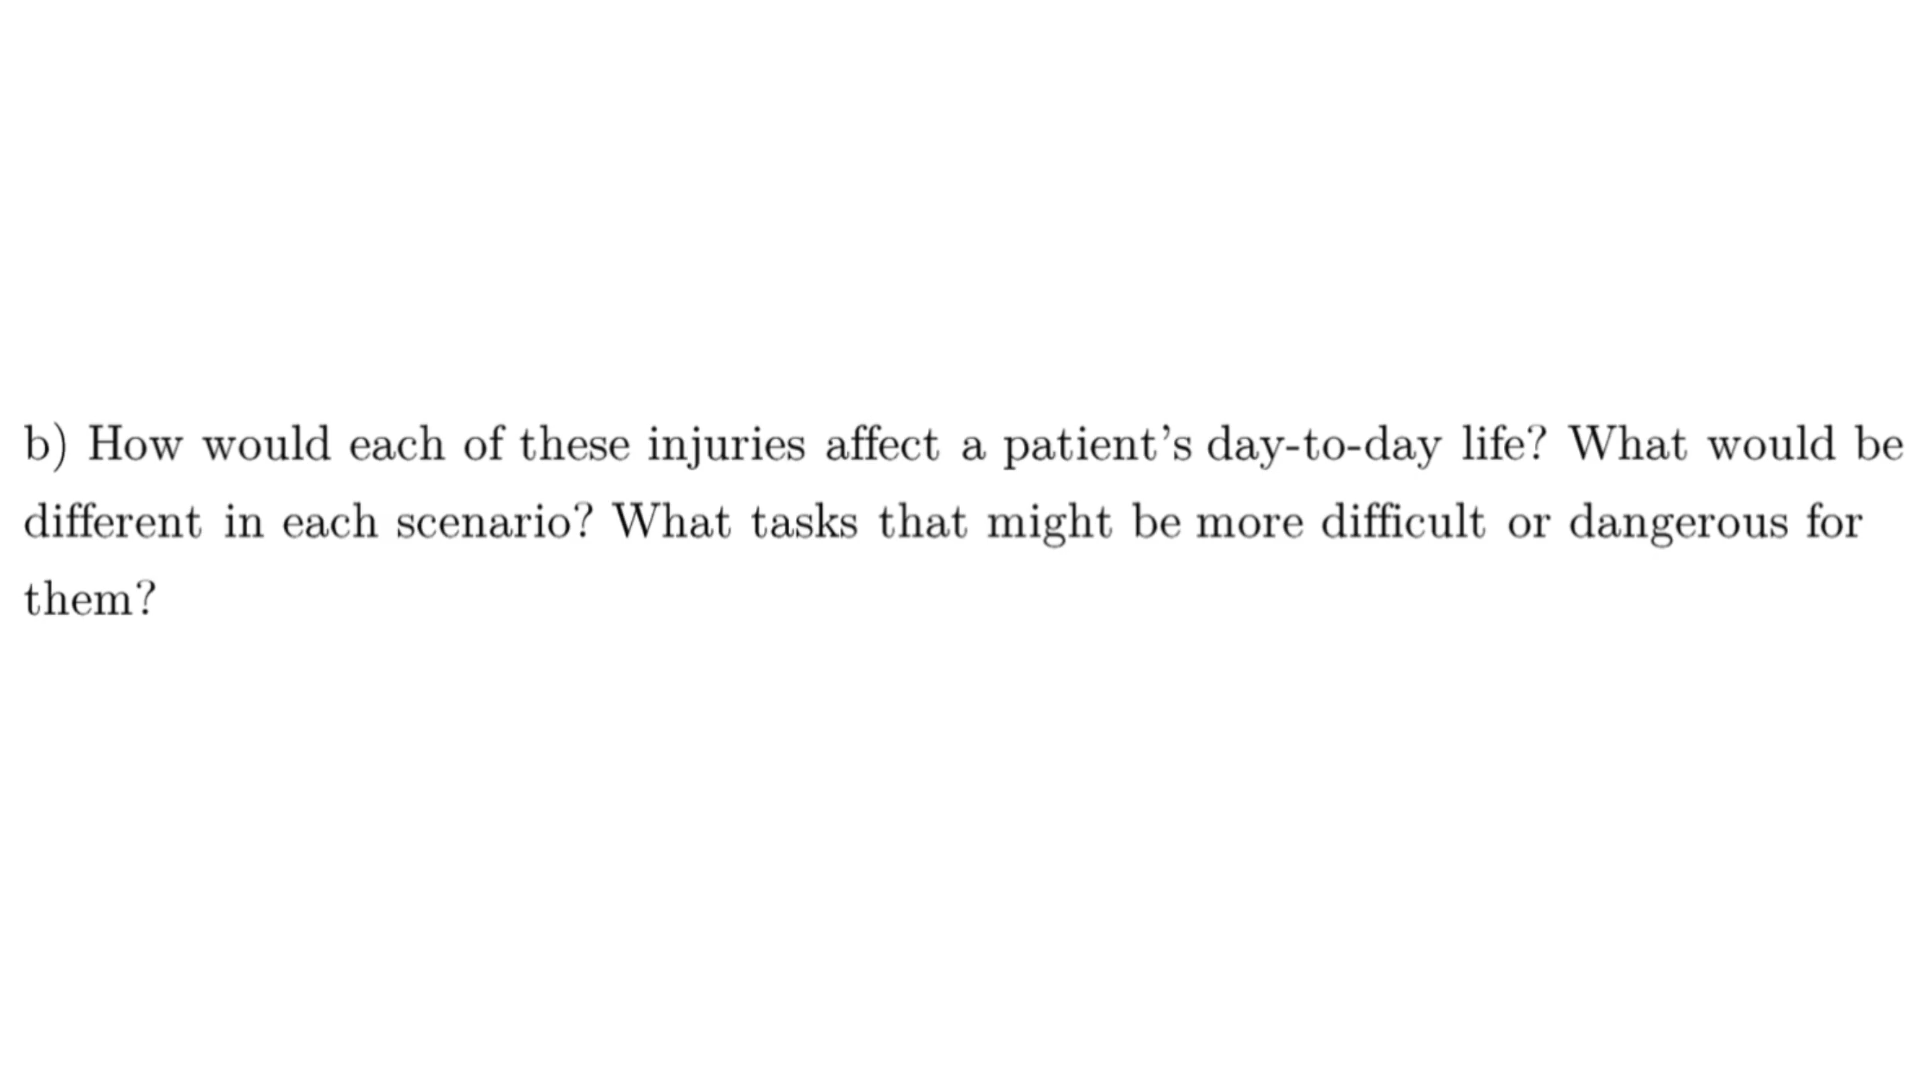 b) How would each of these injuries affect a patient’s day-to-day life? What would be
different in each scenario? What tasks that might be more difficult or dangerous for
them?